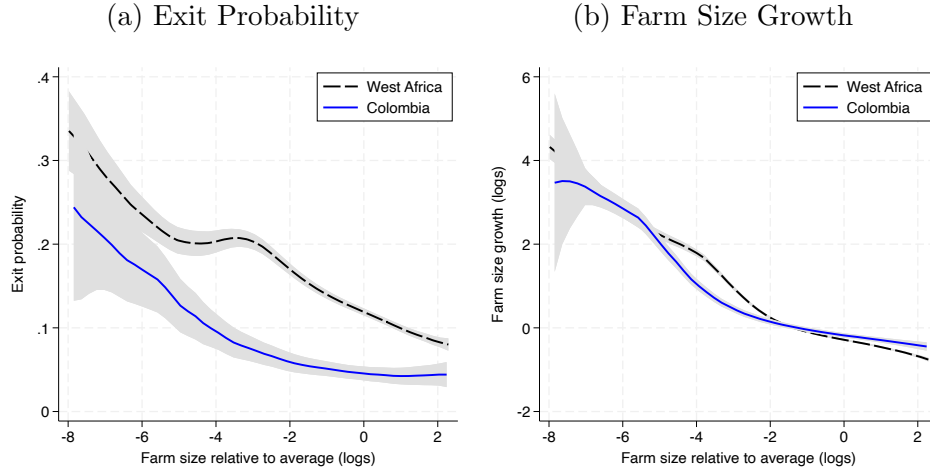 (a) Exit Probability
Exit probability
.4
.3
.2
.1
0
West Africa
Colombia
-8 -6 -4 -2 0 2
Farm size relative to average (logs)
(b) Farm Size Growth
Farm size growth (logs)
6
4
2
0
-2
West Africa
Colombia
-8 -6 -4 -2 0 2
Farm size relative to average (logs)